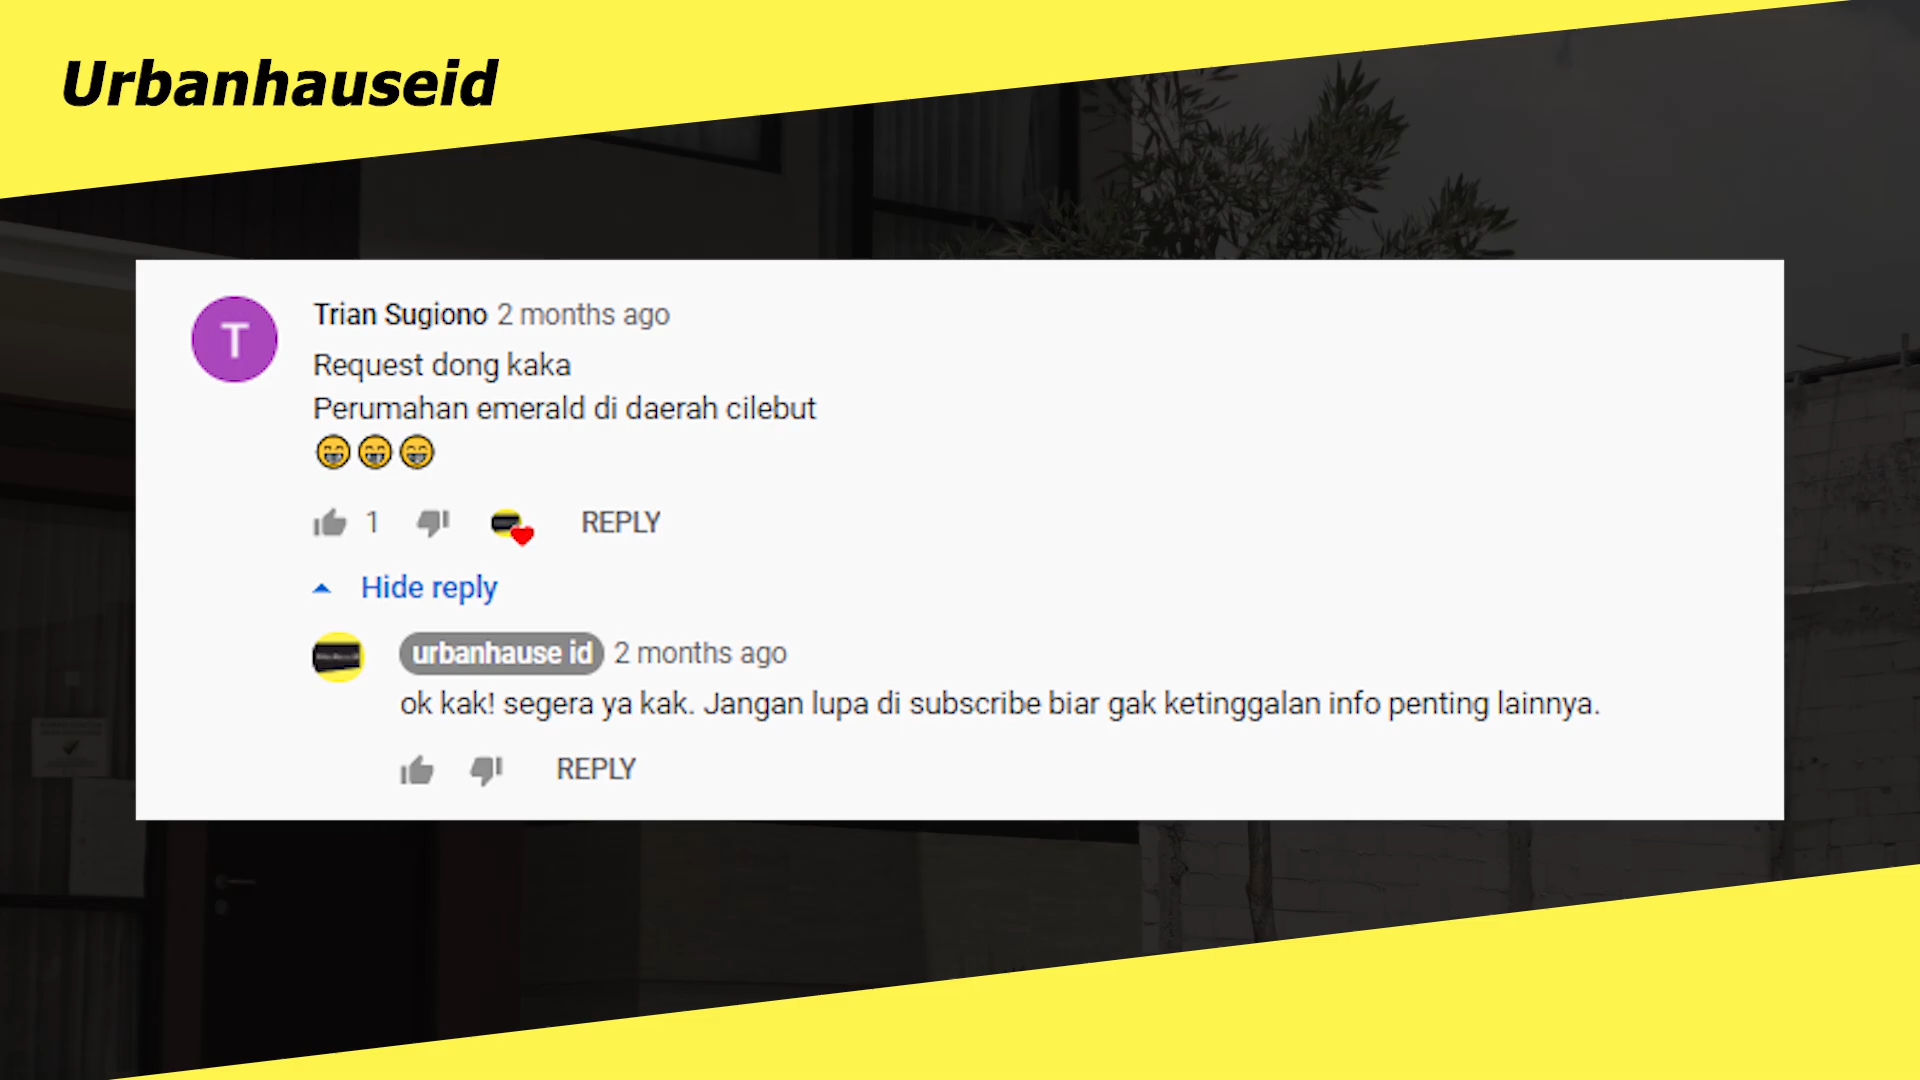 Urbanhauseid
T
Trian Sugiono 2 months ago
Request dong kaka
Perumahan emerald di daerah cilebut
😁😁😁
1 REPLY
Hide reply
urbanhause id 2 months ago
ok kak! segera ya kak. Jangan lupa di subscribe biar gak ketinggalan info penting lainnya.
REPLY